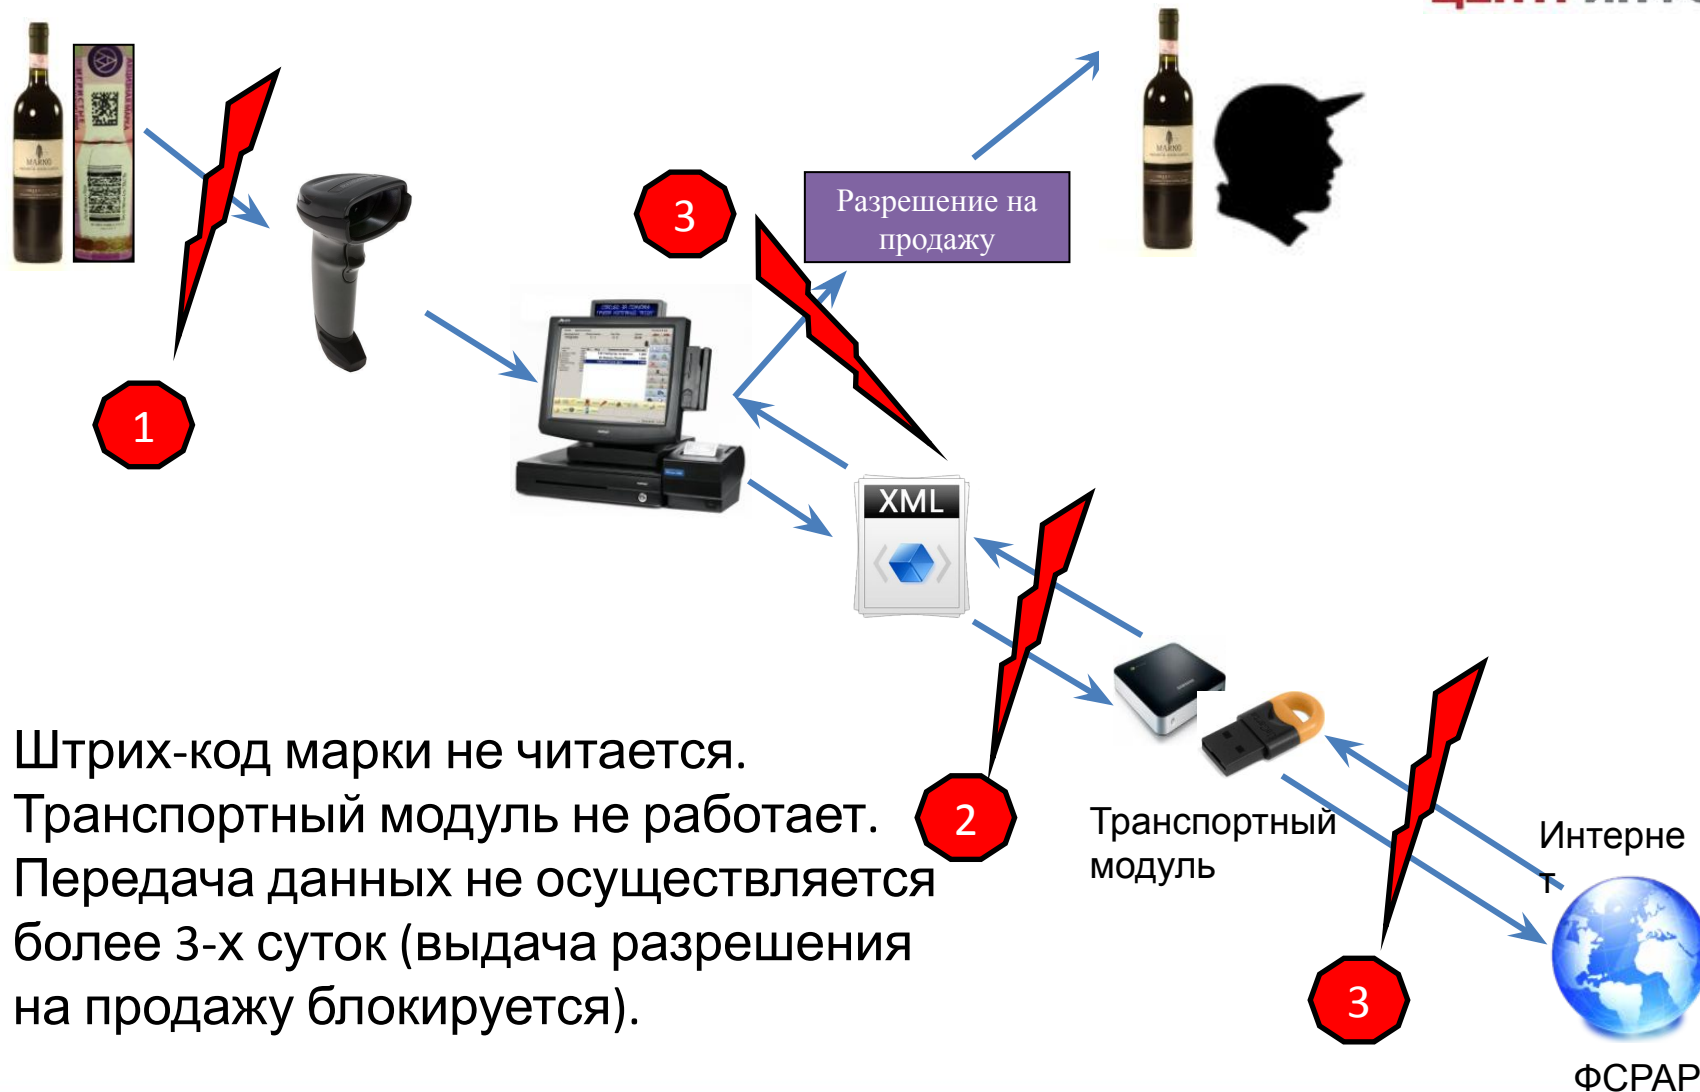 3
Разрешение на
продажу
1
XML
Штрих-код марки не читается.
Транспортный модуль не работает.
Передача данных не осуществляется
более 3-х суток (выдача разрешения
на продажу блокируется).
2
Транспортный
модуль
Интерне
т
3
ФСРАР